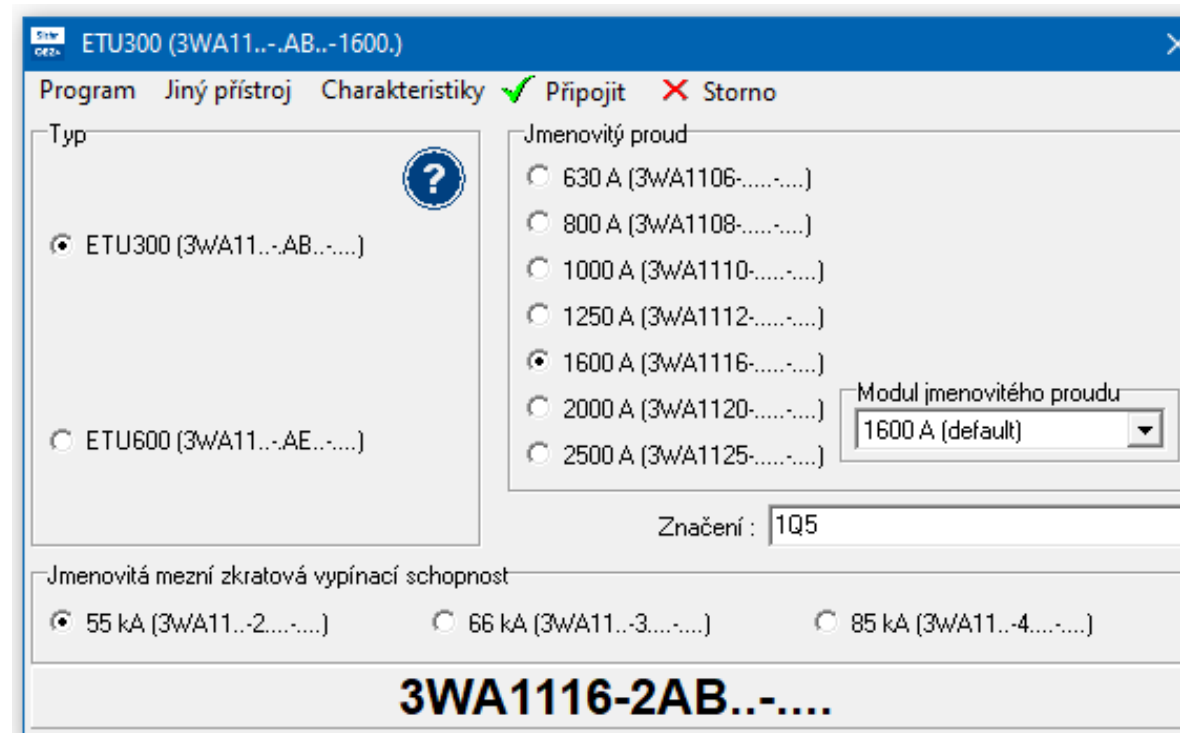 ETU300 (3WA11..-.AB..-1600.)
Program Jiný přístroj Charakteristiky Připojit Storno
Typ
?
ETU300 (3WA11..-.AB..-....)
ETU600 (3WA11..-.AE..-....)
Jmenovitý proud
630 A (3WA1106-.....-....)
800 A (3WA1108-.....-....)
1000 A (3WA1110-.....-....)
1250 A (3WA1112-.....-....)
1600 A (3WA1116-.....-....)
2000 A (3WA1120-.....-....)
2500 A (3WA1125-.....-....)
Modul jmenovitého proudu
1600 A (default)
Značení : 1Q5
Jmenovitá mezní zkratová vypínací schopnost
55 kA (3WA11..-2....-....) 66 kA (3WA11..-3....-....) 85 kA (3WA11..-4....-....)
3WA1116-2AB..-....